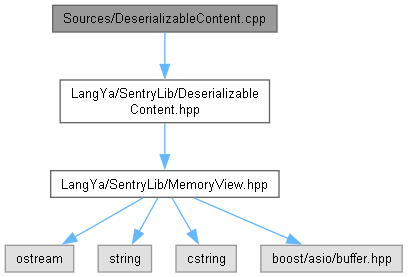 Sources/DeserializableContent.cpp
LangYa/SentryLib/Deserializable
Content.hpp
LangYa/SentryLib/MemoryView.hpp
ostream
string
cstring
boost/asio/buffer.hpp